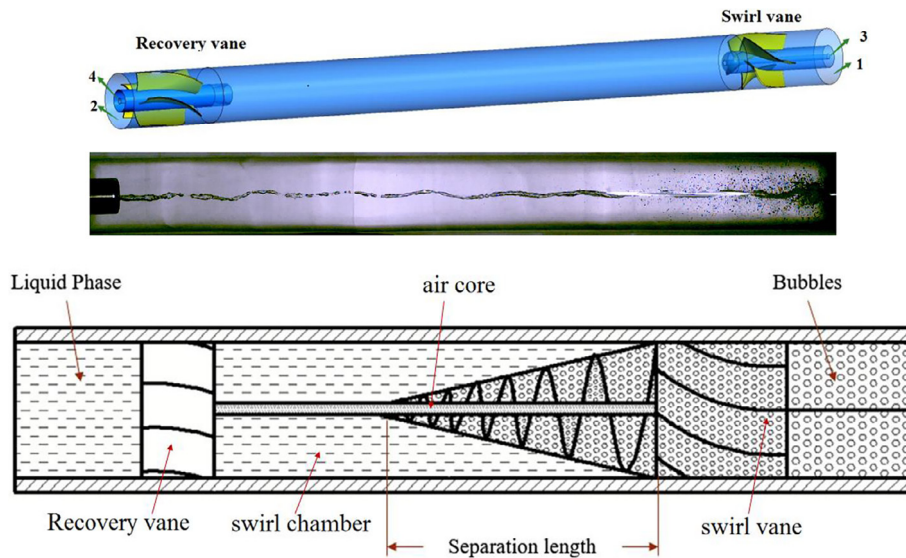 Swirl vane
Recovery vane
3
1
4
2
Liquid Phase
air core
Bubbles
Recovery vane
swirl chamber
swirl vane
Separation length